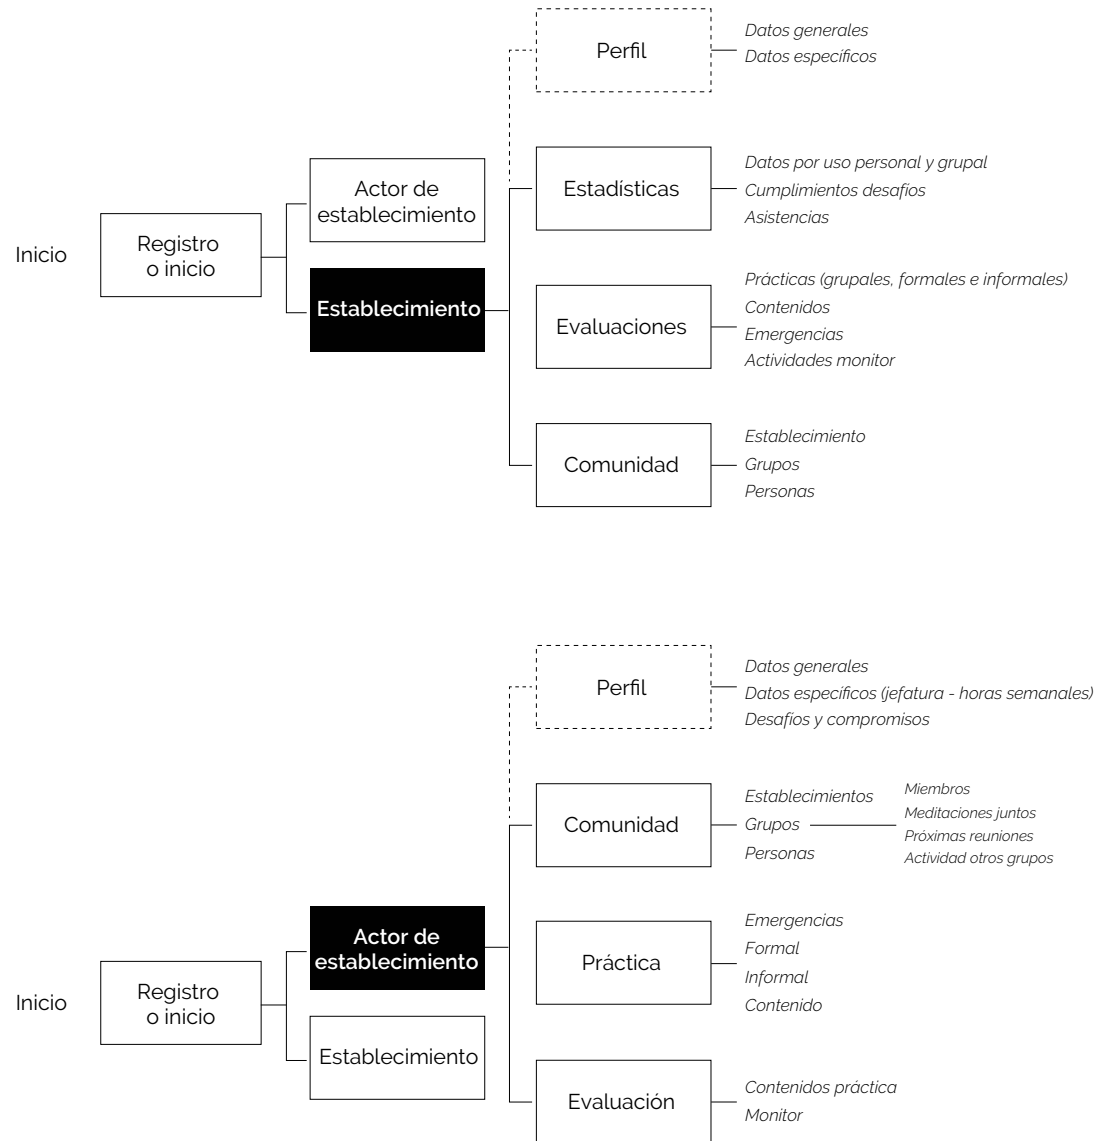 Inicio
Registro
o inicio
Actor de
establecimiento
Establecimiento
Perfil
Datos generales
Datos específicos
Estadísticas
Datos por uso personal y grupal
Cumplimientos desafíos
Asistencias
Evaluaciones
Prácticas (grupales, formales e informales)
Contenidos
Emergencias
Actividades monitor
Comunidad
Establecimiento
Grupos
Personas
Inicio
Registro
o inicio
Actor de
establecimiento
Establecimiento
Perfil
Datos generales
Datos específicos (jefatura - horas semanales)
Desafíos y compromisos
Comunidad
Establecimientos
Grupos
Personas
Miembros
Meditaciones juntos
Próximas reuniones
Actividad otros grupos
Práctica
Emergencias
Formal
Informal
Contenido
Evaluación
Contenidos práctica
Monitor